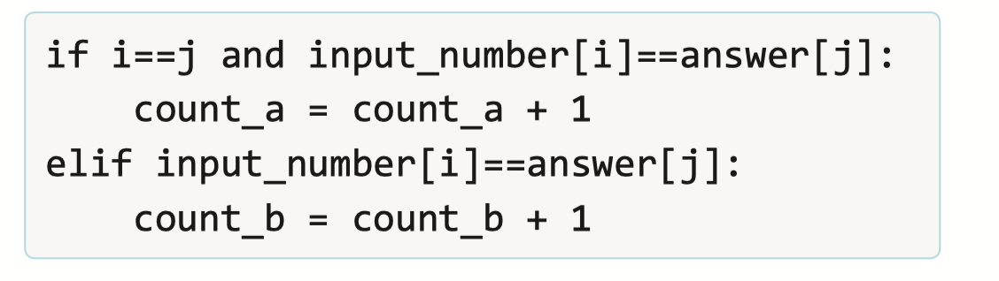 if i==j and input_number[i]==answer[j]:
    count_a = count_a + 1
elif input_number[i]==answer[j]:
    count_b = count_b + 1